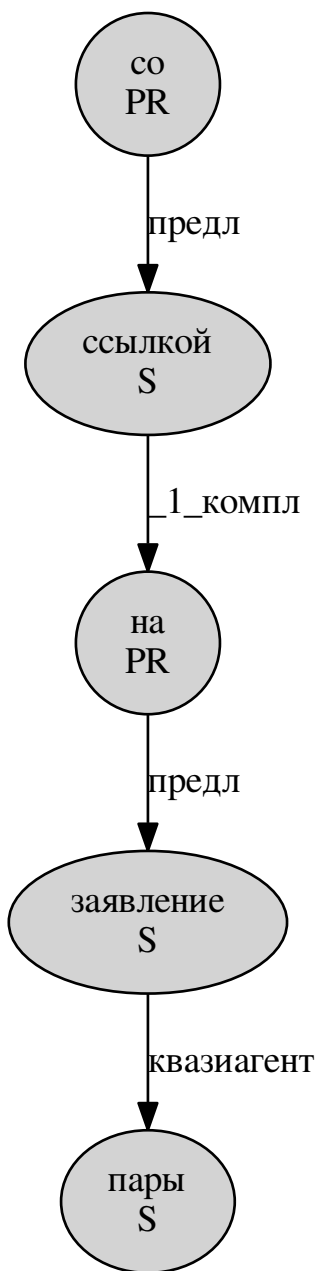 со
PR
предл
ссылкой
S
_1_компл
на
PR
предл
заявление
S
квазиагент
пары
S